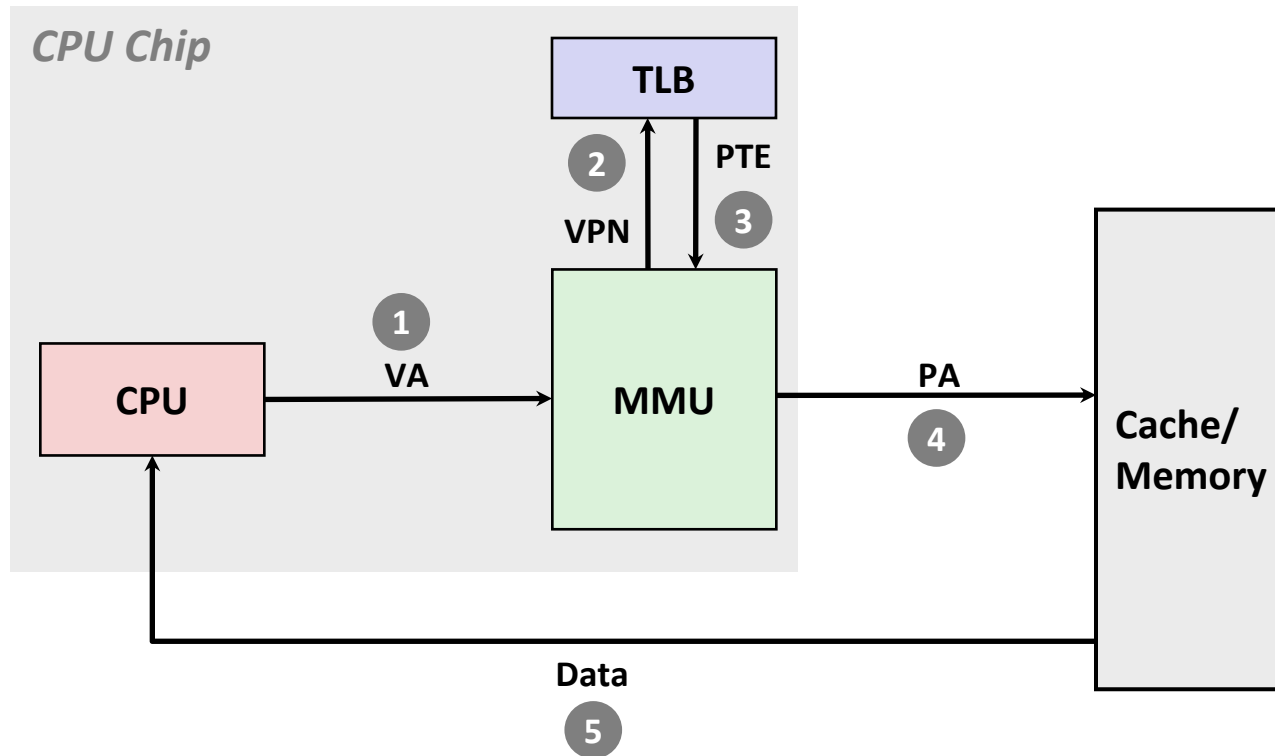 CPU Chip
TLB
2
PTE
3
VPN
1
VA
CPU
MMU
PA
4
Cache/
Memory
Data
5